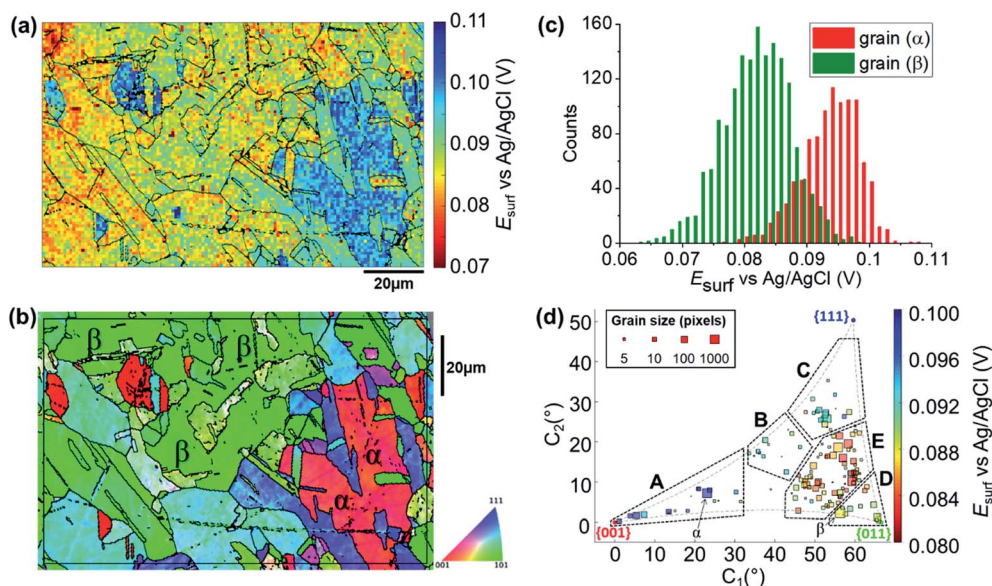 (a)
0.11
0.10
0.09
0.08
0.07
E_surf vs Ag/AgCl (V)
20µm
(b)
β
β
β
α
α
20µm
111
001
101
(c)
grain (α)
grain (β)
160
120
80
40
0
Counts
0.06 0.07 0.08 0.09 0.1 0.11
E_surf vs Ag/AgCl (V)
(d)
Grain size (pixels)
5 10 100 1000
{111}
50
40
30
20
10
0
C₂(°)
A
B
C
D
E
α
β
{001}
{011}
0 10 20 30 40 50 60
C₁(°)
0.100
0.096
0.092
0.088
0.084
0.080
E_surf vs Ag/AgCl (V)